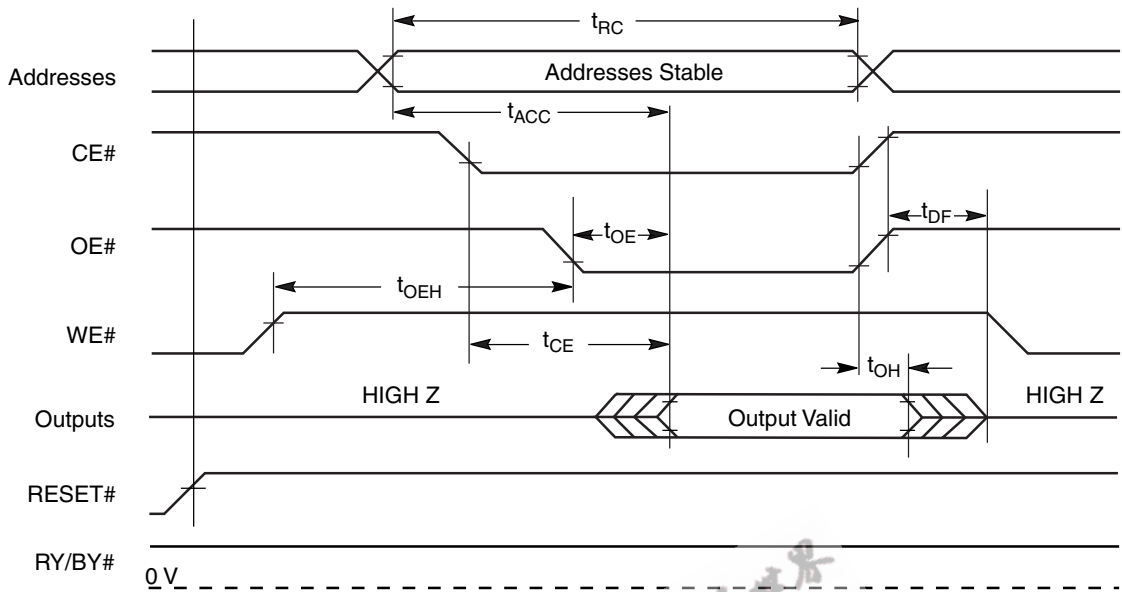 tRC
Addresses
Addresses Stable
tACC
CE#
tDF
OE#
tOE
tOEH
WE#
tCE
tOH
HIGH Z
HIGH Z
Outputs
Output Valid
RESET#
RY/BY#
0 V